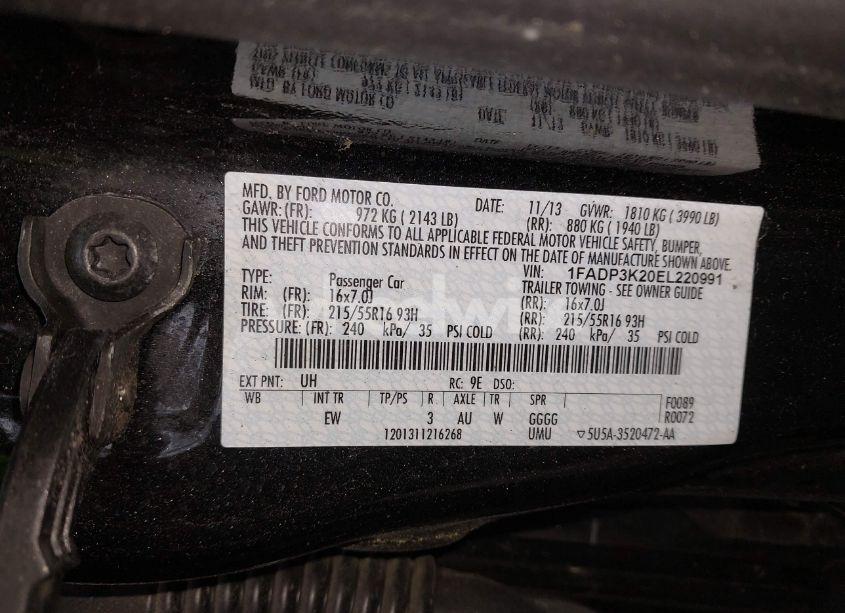 MFD. BY FORD MOTOR CO. DATE: 11/13 GVWR: 1810 KG ( 3990 LB)
GAWR: (FR): 972 KG ( 2143 LB) (RR): 880 KG ( 1940 LB)
THIS VEHICLE CONFORMS TO ALL APPLICABLE FEDERAL MOTOR VEHICLE SAFETY, BUMPER,
AND THEFT PREVENTION STANDARDS IN EFFECT ON THE DATE OF MANUFACTURE SHOWN ABOVE.
VIN: 1FADP3K20EL220991
TYPE: Passenger Car TRAILER TOWING - SEE OWNER GUIDE
RIM: (FR): 16x7.0J (RR): 16x7.0J
TIRE: (FR): 215/55R16 93H (RR): 215/55R16 93H
PRESSURE: (FR): 240 kPa/ 35 PSI COLD (RR): 240 kPa/ 35 PSI COLD
EXT PNT: UH RC: 9E DSO:
WB INT TR TP/PS R AXLE TR SPR F0089
EW 3 AU W GGGG R0072
1201311216268 UMU ▽5U5A-3520472-AA